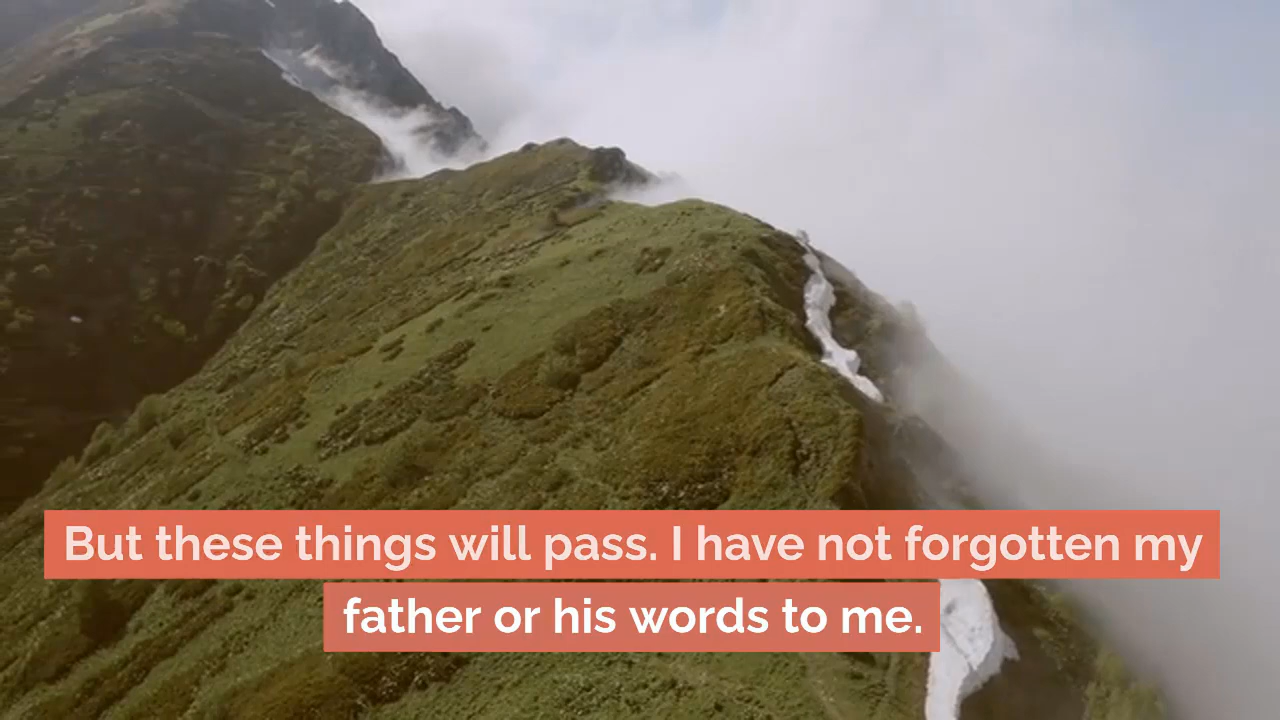 But these things will pass. I have not forgotten my
father or his words to me.